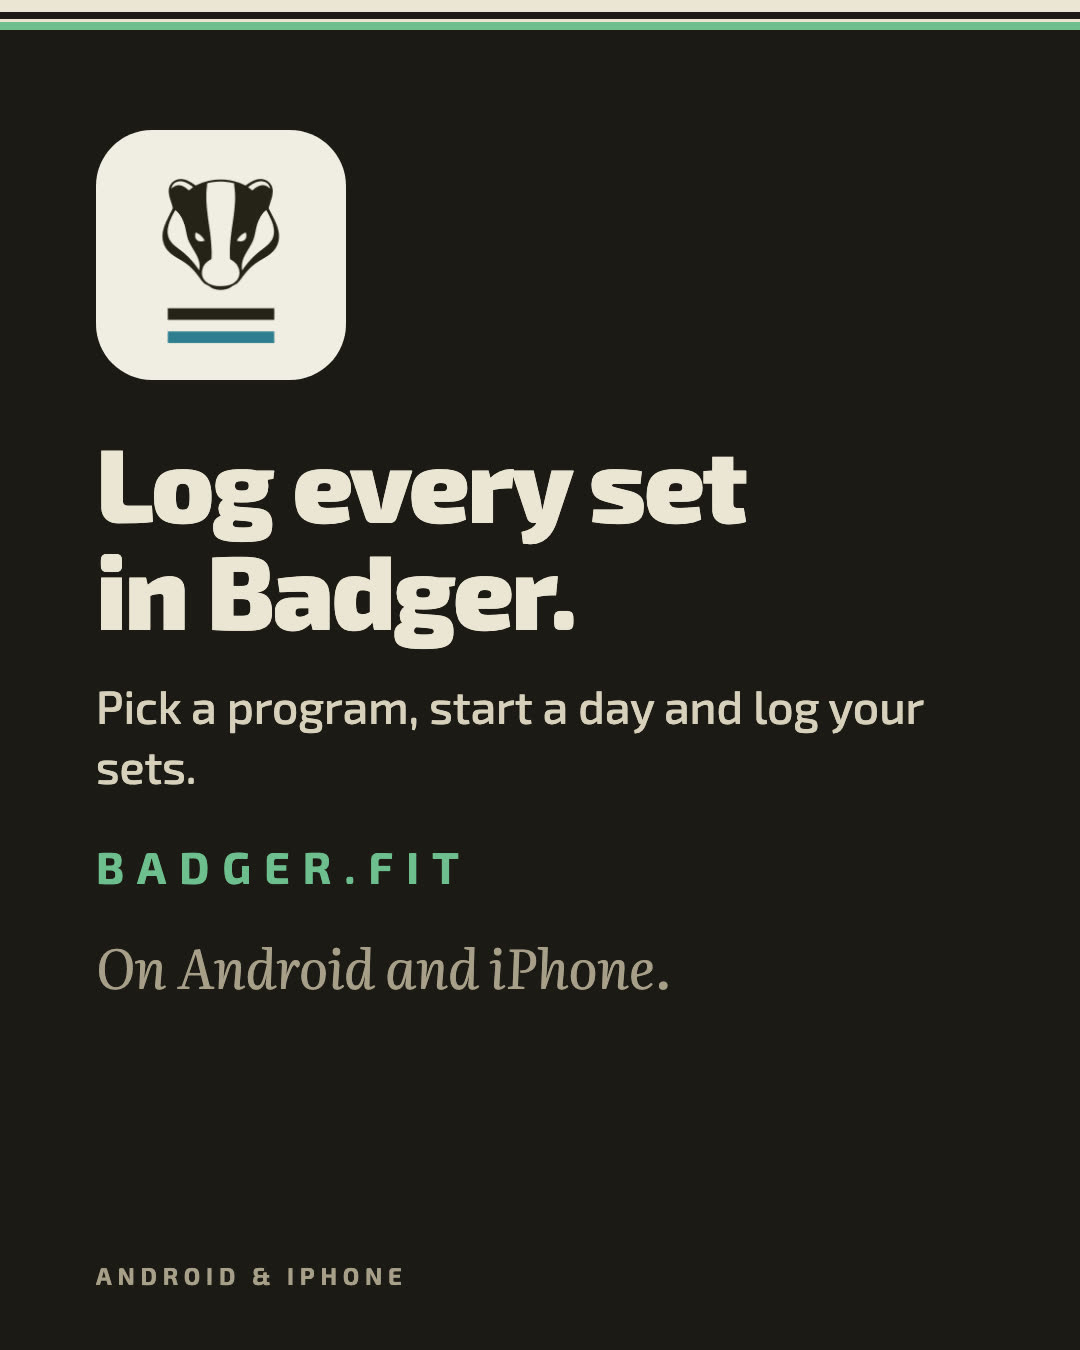 Log every set
in Badger.
Pick a program, start a day and log your
sets.
BADGER.FIT
On Android and iPhone.
ANDROID & IPHONE